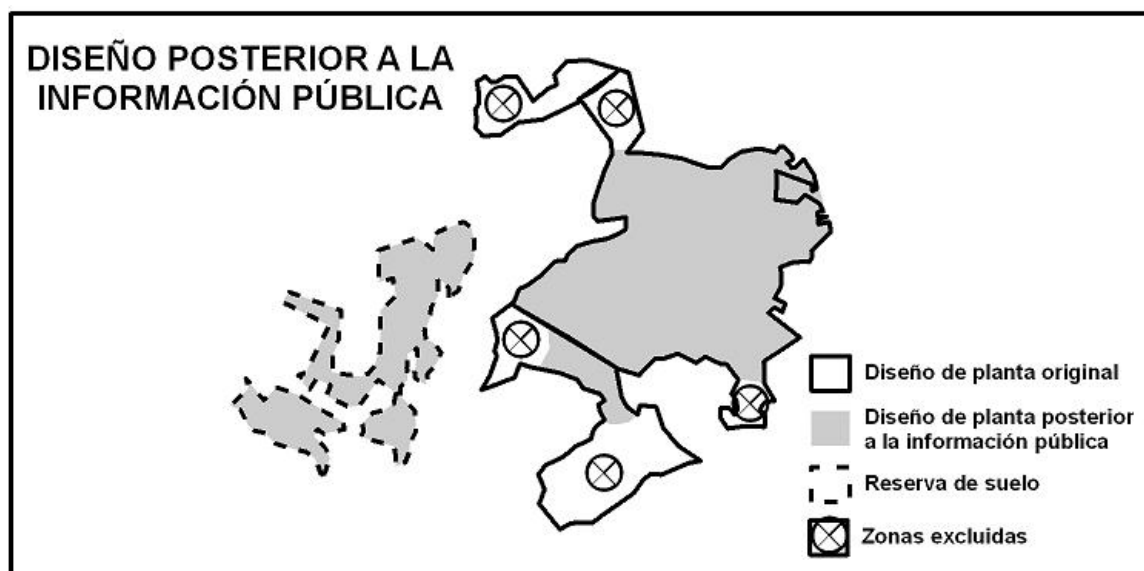 DISEÑO POSTERIOR A LA
INFORMACIÓN PÚBLICA
Diseño de planta original
Diseño de planta posterior
a la información pública
Reserva de suelo
Zonas excluidas